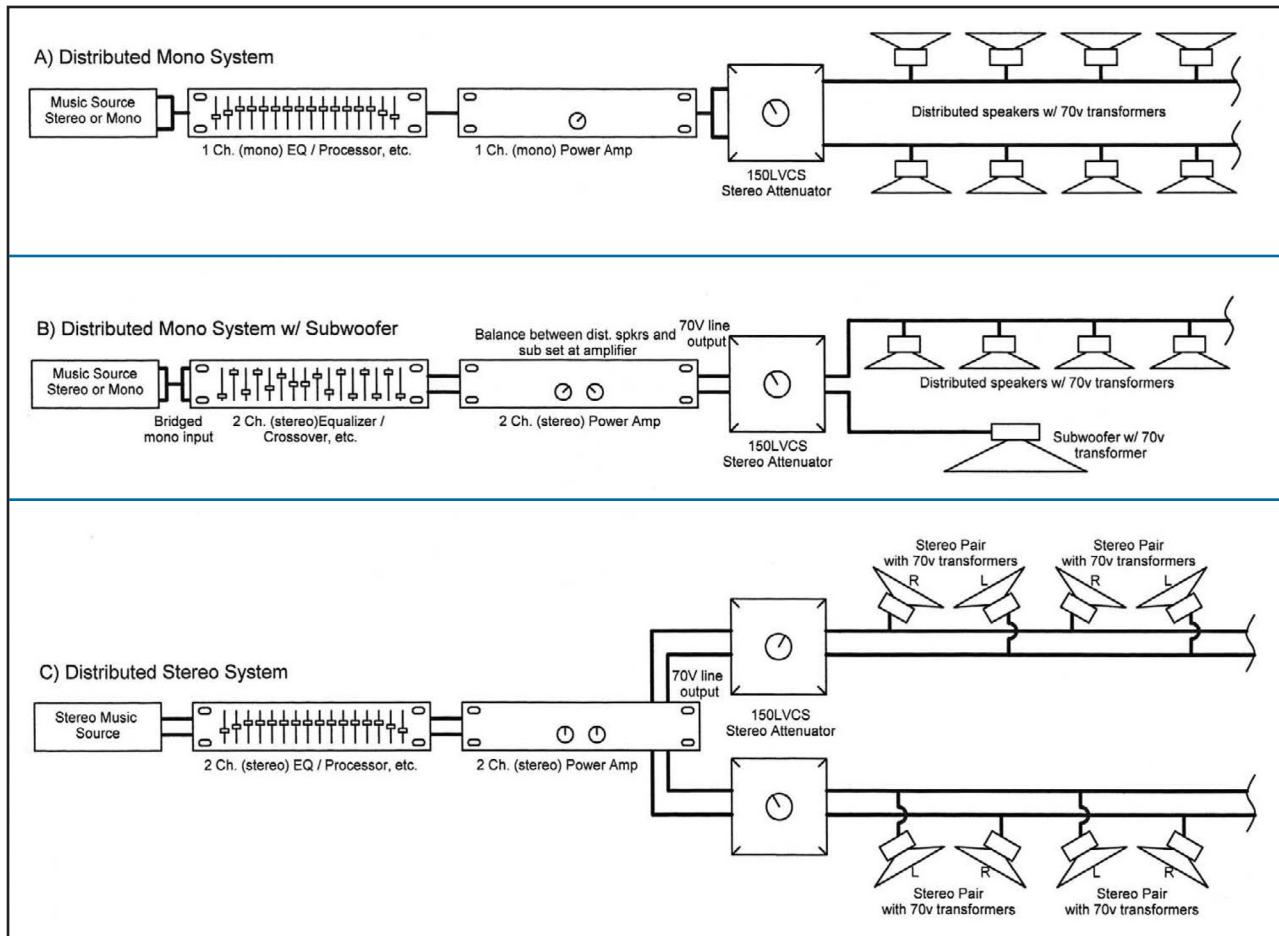 A) Distributed Mono System
Music Source
Stereo or Mono
1 Ch. (mono) EQ / Processor, etc.
1 Ch. (mono) Power Amp
150LVCS
Stereo Attenuator
Distributed speakers w/ 70v transformers
B) Distributed Mono System w/ Subwoofer
Music Source
Stereo or Mono
Bridged
mono input
2 Ch. (stereo)Equalizer /
Crossover, etc.
Balance between dist. spkrs and
sub set at amplifier
2 Ch. (stereo) Power Amp
70V line
output
150LVCS
Stereo Attenuator
Distributed speakers w/ 70v transformers
Subwoofer w/ 70v
transformer
C) Distributed Stereo System
Stereo Music
Source
2 Ch. (stereo) EQ / Processor, etc.
2 Ch. (stereo) Power Amp
70V line
output
150LVCS
Stereo Attenuator
Stereo Pair
with 70v transformers
R
L
Stereo Pair
with 70v transformers
R
L
L
R
Stereo Pair
with 70v transformers
L
R
Stereo Pair
with 70v transformers